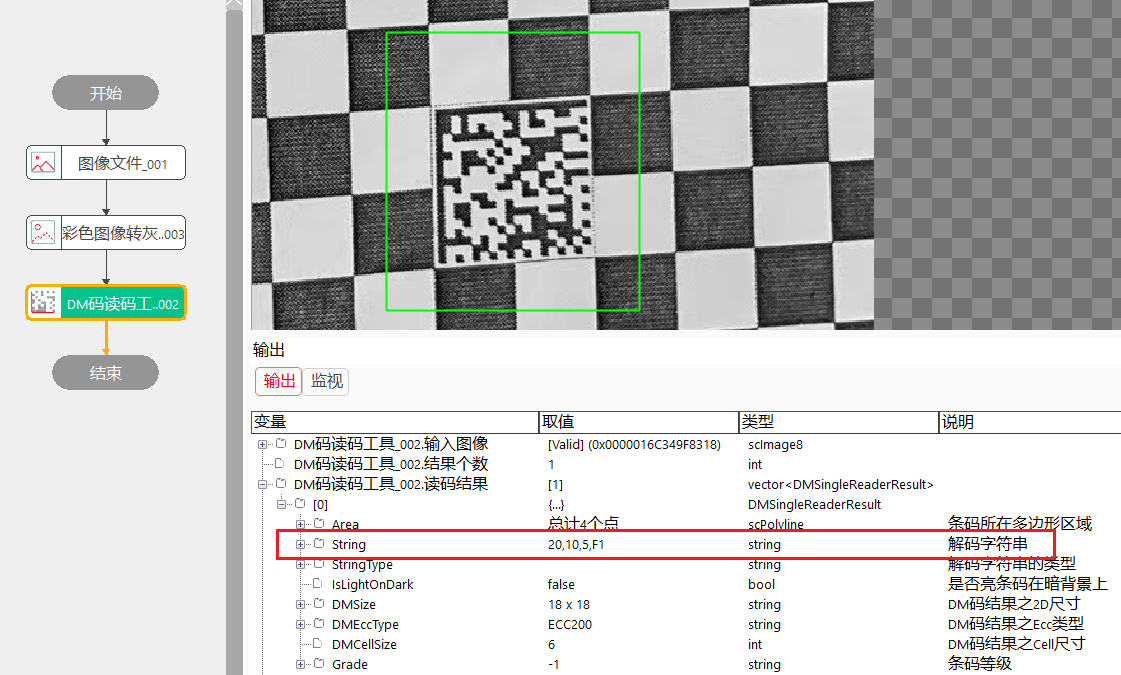 开始
图像文件_001
彩色图像转灰..003
DM码读码工..002
结束
输出
输出 监视
变量 取值 类型 说明
DM码读码工具_002.输入图像 [Valid] (0x0000016C349F8318) scImage8
DM码读码工具_002.结果个数 1 int
DM码读码工具_002.读码结果 [1] vector<DMSingleReaderResult>
[0] {...} DMSingleReaderResult
Area 总计4个点 scPolyline 条码所在多边形区域
String 20,10,5,F1 string 解码字符串
StringType string 解码字符串的类型
IsLightOnDark false bool 是否亮条码在暗背景上
DMSize 18 x 18 string DM码结果之2D尺寸
DMEccType ECC200 string DM码结果之Ecc类型
DMCellSize 6 int DM码结果之Cell尺寸
Grade -1 string 条码等级